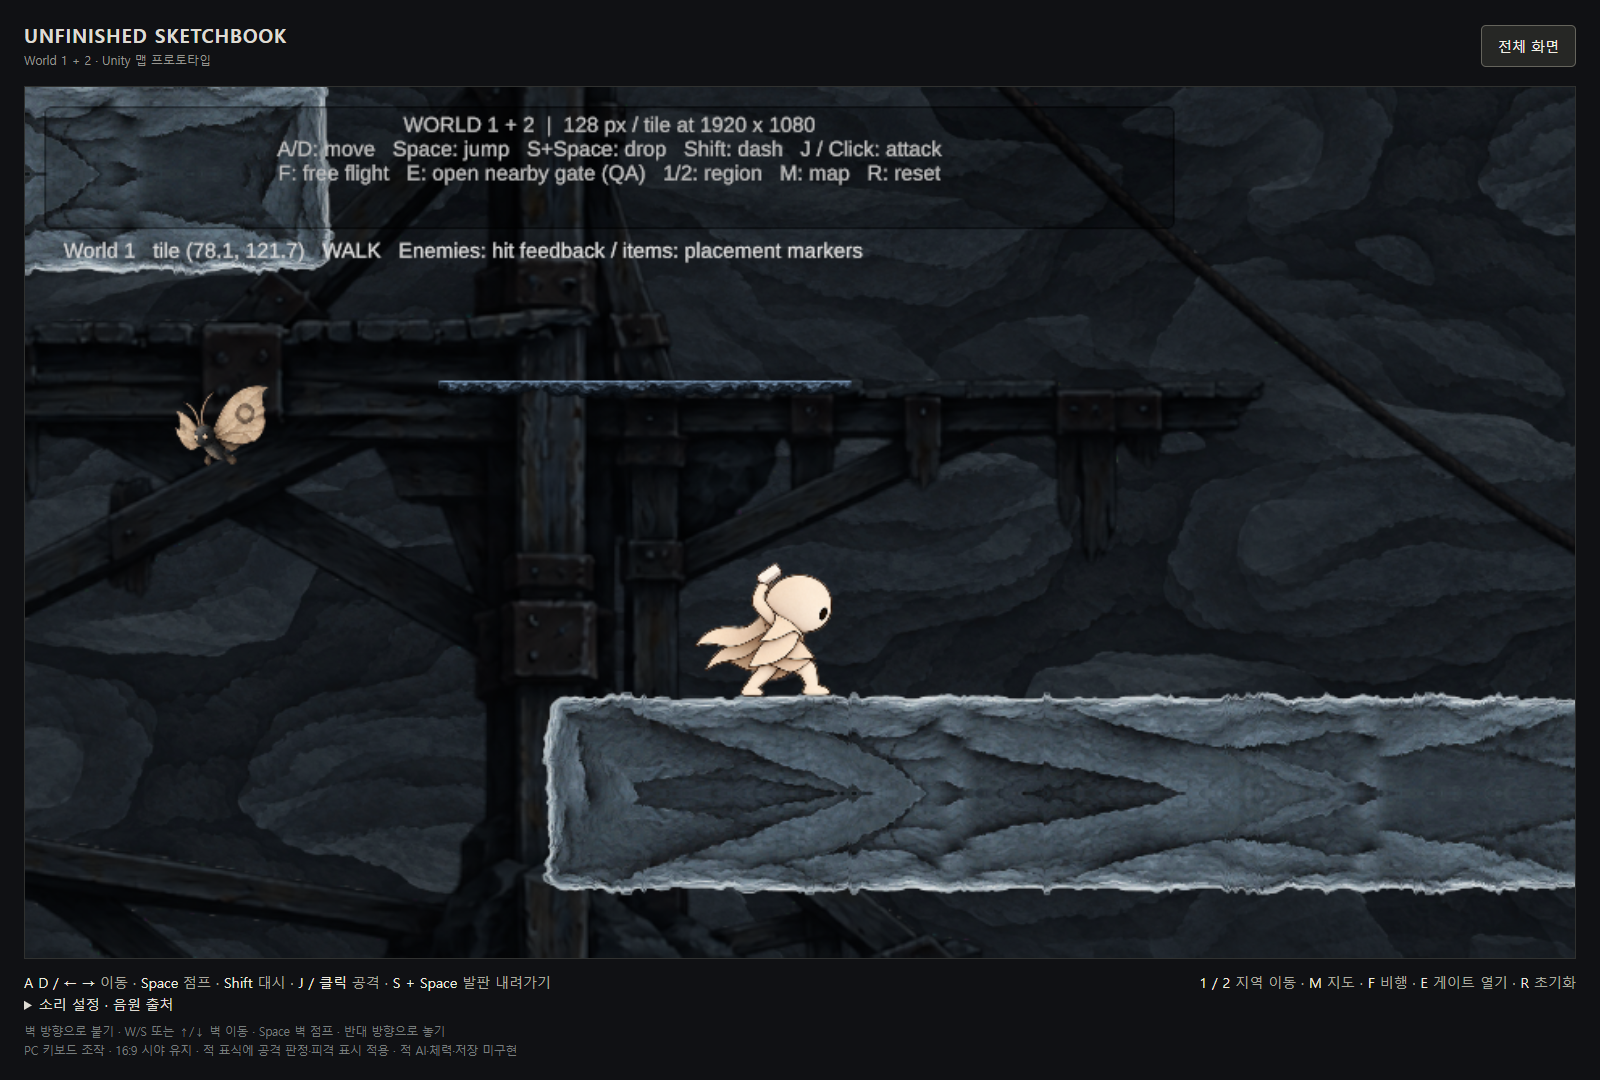 UNFINISHED SKETCHBOOK
World 1 + 2 · Unity 맵 프로토타입
전체 화면
WORLD 1 + 2 | 128 px / tile at 1920 x 1080
A/D: move Space: jump S+Space: drop Shift: dash J / Click: attack
F: free flight E: open nearby gate (QA) 1/2: region M: map R: reset
World 1 tile (78.1, 121.7) WALK Enemies: hit feedback / items: placement markers
A D / ← → 이동 · Space 점프 · Shift 대시 · J / 클릭 공격 · S + Space 발판 내려가기
1 / 2 지역 이동 · M 지도 · F 비행 · E 게이트 열기 · R 초기화
▶ 소리 설정 · 음원 출처
벽 방향으로 붙기 · W/S 또는 ↑/↓ 벽 이동 · Space 벽 점프 · 반대 방향으로 놓기
PC 키보드 조작 · 16:9 시야 유지 · 적 표식에 공격 판정·피격 표시 적용 · 적 AI·체력·저장 미구현